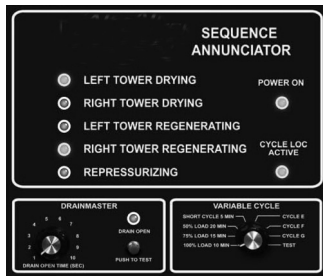 SEQUENCE
ANNUNCIATOR
LEFT TOWER DRYING
POWER ON
RIGHT TOWER DRYING
LEFT TOWER REGENERATING
RIGHT TOWER REGENERATING
CYCLE LOC
ACTIVE
REPRESSURIZING
DRAINMASTER
4 5 6
3 7
2 8
1 9
10
DRAIN OPEN TIME (SEC)
DRAIN OPEN
PUSH TO TEST
VARIABLE CYCLE
SHORT CYCLE 5 MIN
CYCLE E
50% LOAD 20 MIN
CYCLE F
75% LOAD 15 MIN
CYCLE G
100% LOAD 10 MIN
TEST